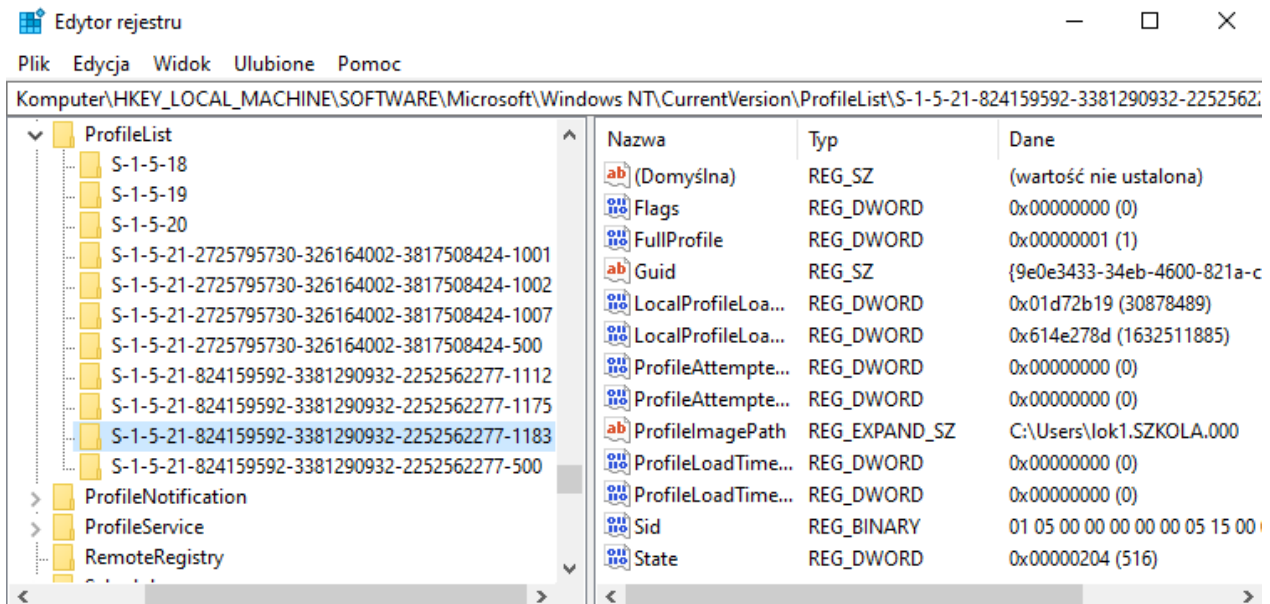 Edytor rejestru
Plik Edycja Widok Ulubione Pomoc
Komputer\HKEY_LOCAL_MACHINE\SOFTWARE\Microsoft\Windows NT\CurrentVersion\ProfileList\S-1-5-21-824159592-3381290932-2252562
ProfileList
S-1-5-18
S-1-5-19
S-1-5-20
S-1-5-21-2725795730-326164002-3817508424-1001
S-1-5-21-2725795730-326164002-3817508424-1002
S-1-5-21-2725795730-326164002-3817508424-1007
S-1-5-21-2725795730-326164002-3817508424-500
S-1-5-21-824159592-3381290932-2252562277-1112
S-1-5-21-824159592-3381290932-2252562277-1175
S-1-5-21-824159592-3381290932-2252562277-1183
S-1-5-21-824159592-3381290932-2252562277-500
ProfileNotification
ProfileService
RemoteRegistry
Nazwa Typ Dane
(Domyślna) REG_SZ (wartość nie ustalona)
Flags REG_DWORD 0x00000000 (0)
FullProfile REG_DWORD 0x00000001 (1)
Guid REG_SZ {9e0e3433-34eb-4600-821a-c
LocalProfileLoa... REG_DWORD 0x01d72b19 (30878489)
LocalProfileLoa... REG_DWORD 0x614e278d (1632511885)
ProfileAttempte... REG_DWORD 0x00000000 (0)
ProfileAttempte... REG_DWORD 0x00000000 (0)
ProfileImagePath REG_EXPAND_SZ C:\Users\lok1.SZKOLA.000
ProfileLoadTime... REG_DWORD 0x00000000 (0)
ProfileLoadTime... REG_DWORD 0x00000000 (0)
Sid REG_BINARY 01 05 00 00 00 00 00 05 15 00
State REG_DWORD 0x00000204 (516)